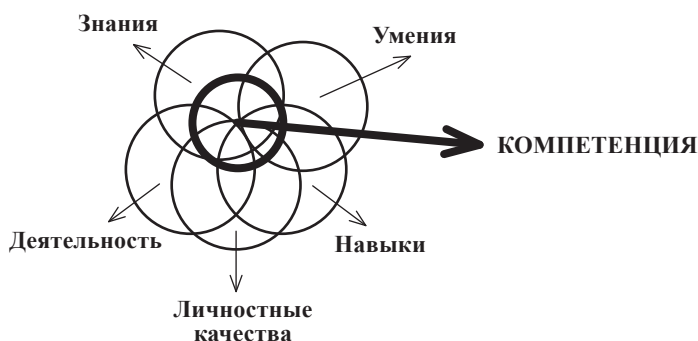 Знания
Умения
КОМПЕТЕНЦИЯ
Деятельность
Навыки
Личностные
качества